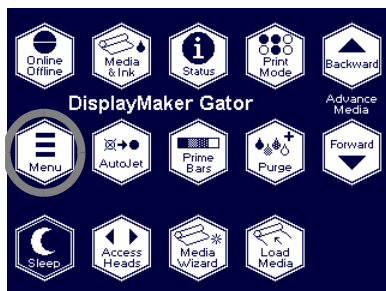 Online
Offline
Media
& Ink
Status
Print
Mode
Backward
DisplayMaker Gator
Advance
Media
Menu
AutoJet
Prime
Bars
Purge
Forward
Sleep
Access
Heads
Media
Wizard
Load
Media